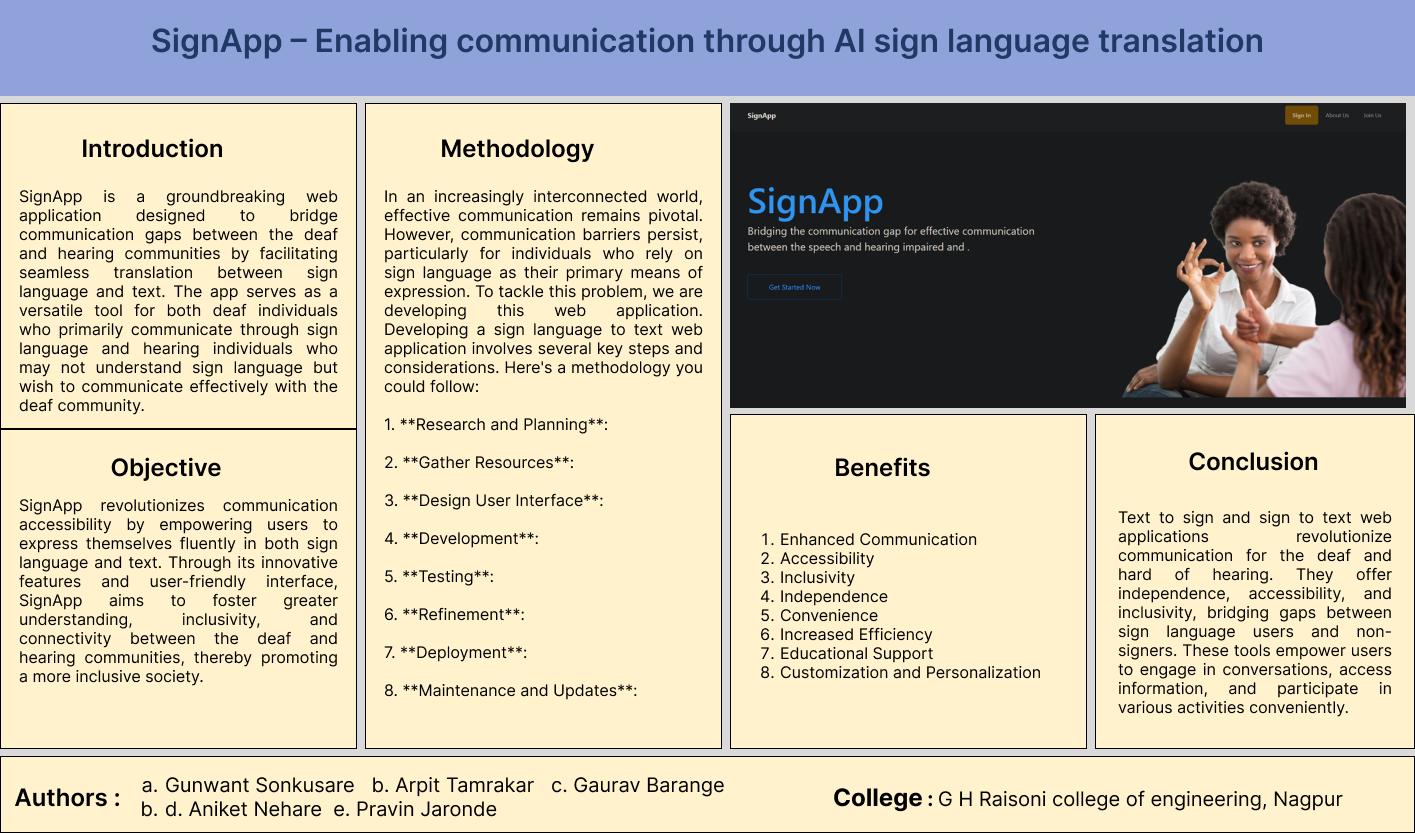 SignApp – Enabling communication through AI sign language translation
Introduction
SignApp is a groundbreaking web
application designed to bridge
communication gaps between the deaf
and hearing communities by facilitating
seamless translation between sign
language and text. The app serves as a
versatile tool for both deaf individuals
who primarily communicate through sign
language and hearing individuals who
may not understand sign language but
wish to communicate effectively with the
deaf community.
Objective
SignApp revolutionizes communication
accessibility by empowering users to
express themselves fluently in both sign
language and text. Through its innovative
features and user-friendly interface,
SignApp aims to foster greater
understanding, inclusivity, and
connectivity between the deaf and
hearing communities, thereby promoting
a more inclusive society.
Methodology
In an increasingly interconnected world,
effective communication remains pivotal.
However, communication barriers persist,
particularly for individuals who rely on
sign language as their primary means of
expression. To tackle this problem, we are
developing this web application.
Developing a sign language to text web
application involves several key steps and
considerations. Here's a methodology you
could follow:
1. **Research and Planning**:
2. **Gather Resources**:
3. **Design User Interface**:
4. **Development**:
5. **Testing**:
6. **Refinement**:
7. **Deployment**:
8. **Maintenance and Updates**:
SignApp
Sign In About Us Join Us
SignApp
Bridging the communication gap for effective communication
between the speech and hearing impaired and .
Get Started Now
Benefits
1. Enhanced Communication
2. Accessibility
3. Inclusivity
4. Independence
5. Convenience
6. Increased Efficiency
7. Educational Support
8. Customization and Personalization
Conclusion
Text to sign and sign to text web
applications revolutionize
communication for the deaf and
hard of hearing. They offer
independence, accessibility, and
inclusivity, bridging gaps between
sign language users and non-
signers. These tools empower users
to engage in conversations, access
information, and participate in
various activities conveniently.
Authors :
a. Gunwant Sonkusare b. Arpit Tamrakar c. Gaurav Barange
b. d. Aniket Nehare e. Pravin Jaronde
College : G H Raisoni college of engineering, Nagpur